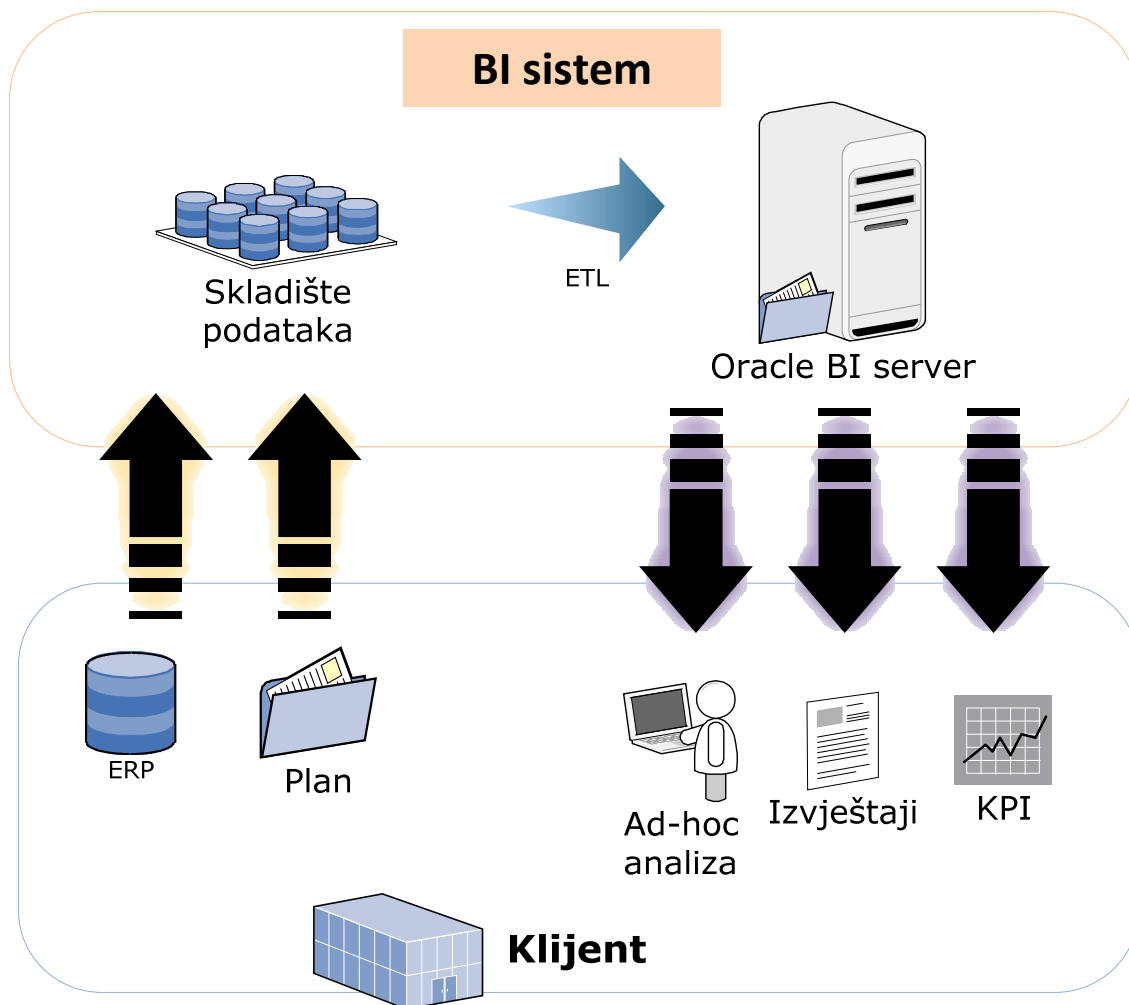 BI sistem
ETL
Skladište
podataka
Oracle BI server
ERP
Plan
Ad-hoc
analiza
Izvještaji
KPI
Klijent